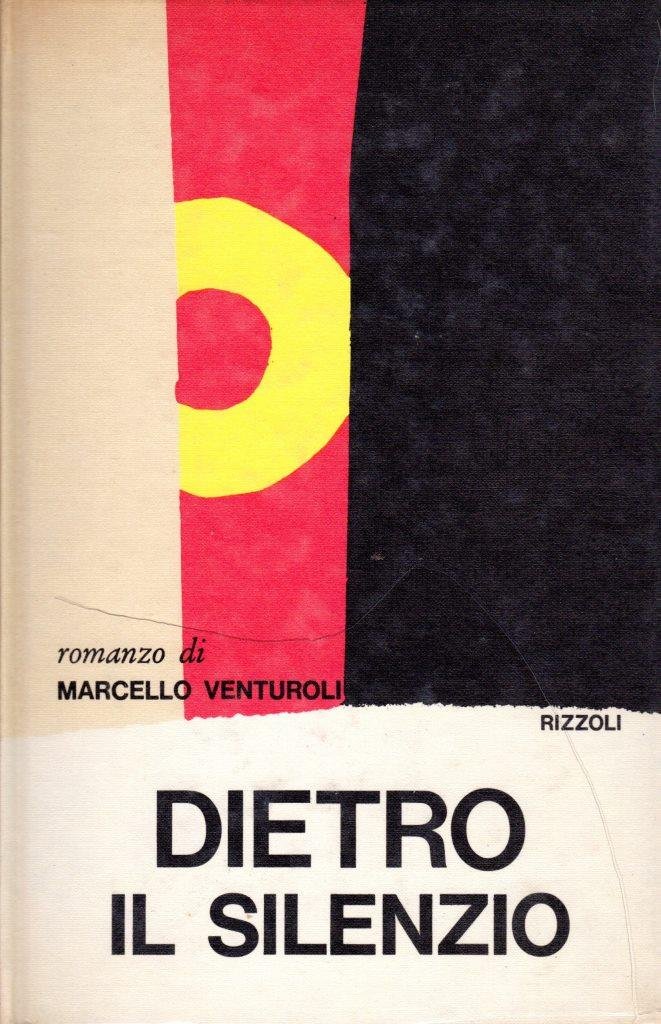 romanzo di
MARCELLO VENTUROLI
RIZZOLI
DIETRO
IL SILENZIO